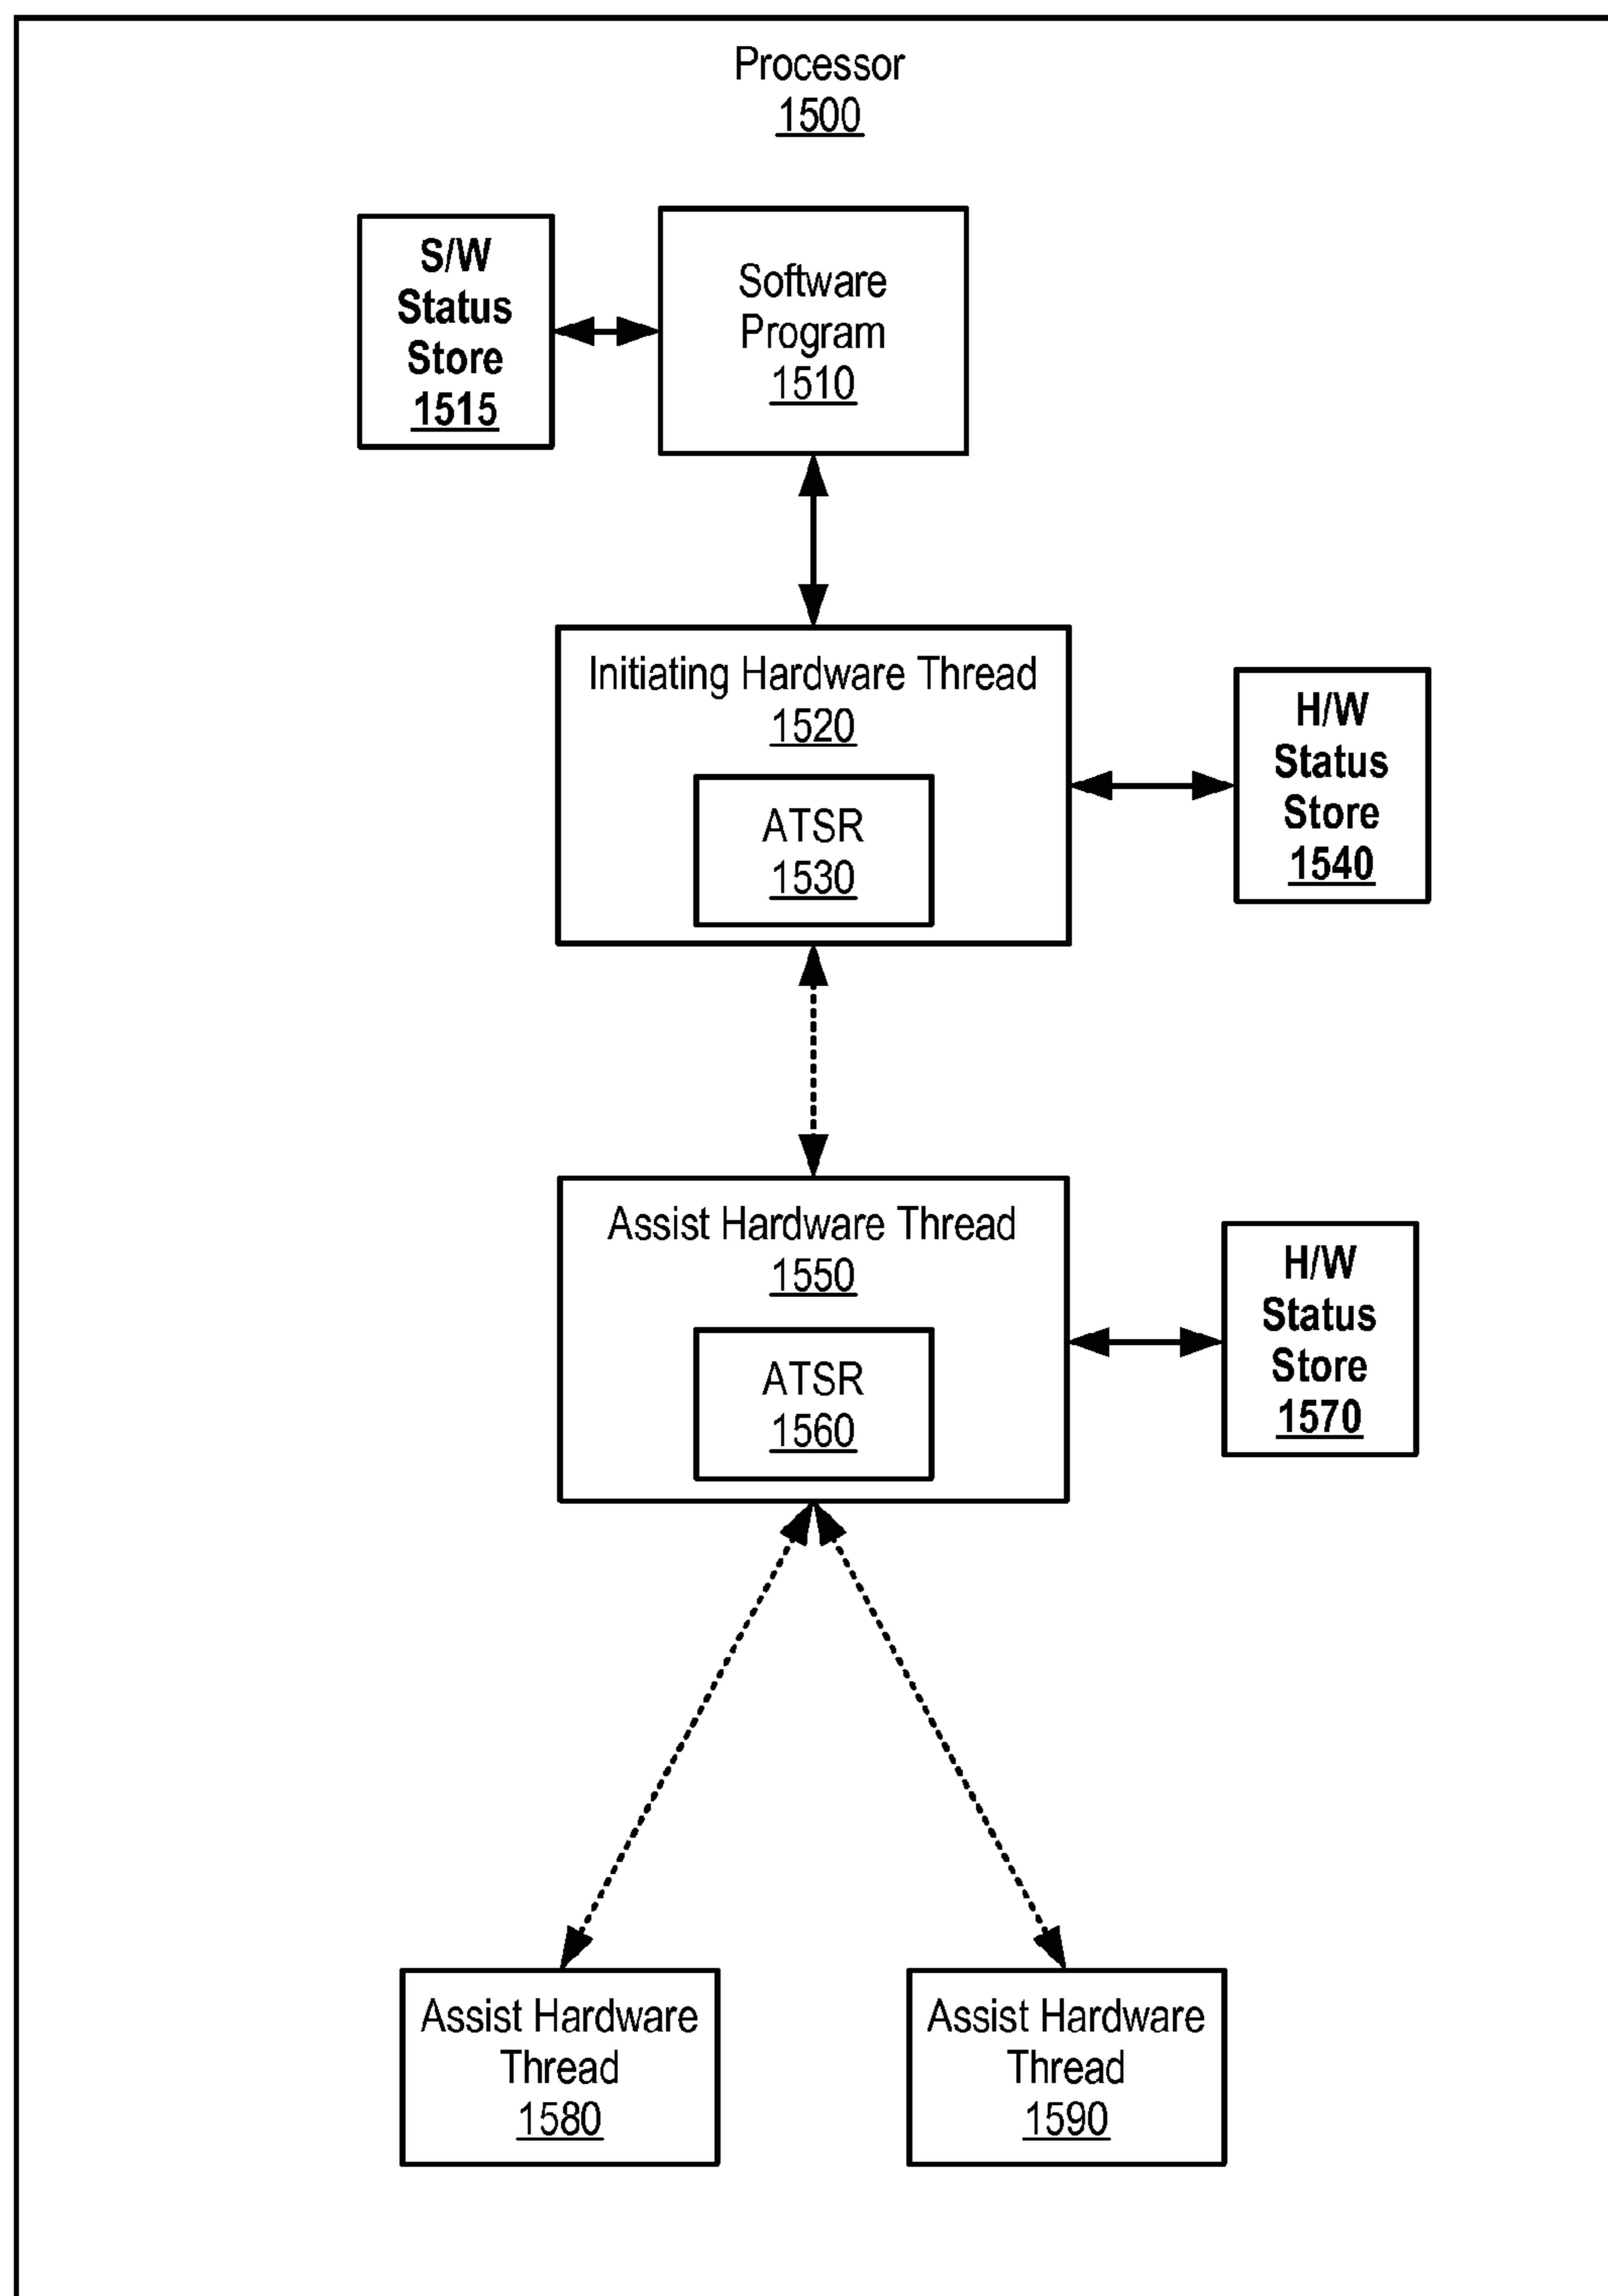 Processor
1500
S/W
Status
Store
1515
Software
Program
1510
Initiating Hardware Thread
1520
ATSR
1530
H/W
Status
Store
1540
Assist Hardware Thread
1550
ATSR
1560
H/W
Status
Store
1570
Assist Hardware
Thread
1580
Assist Hardware
Thread
1590